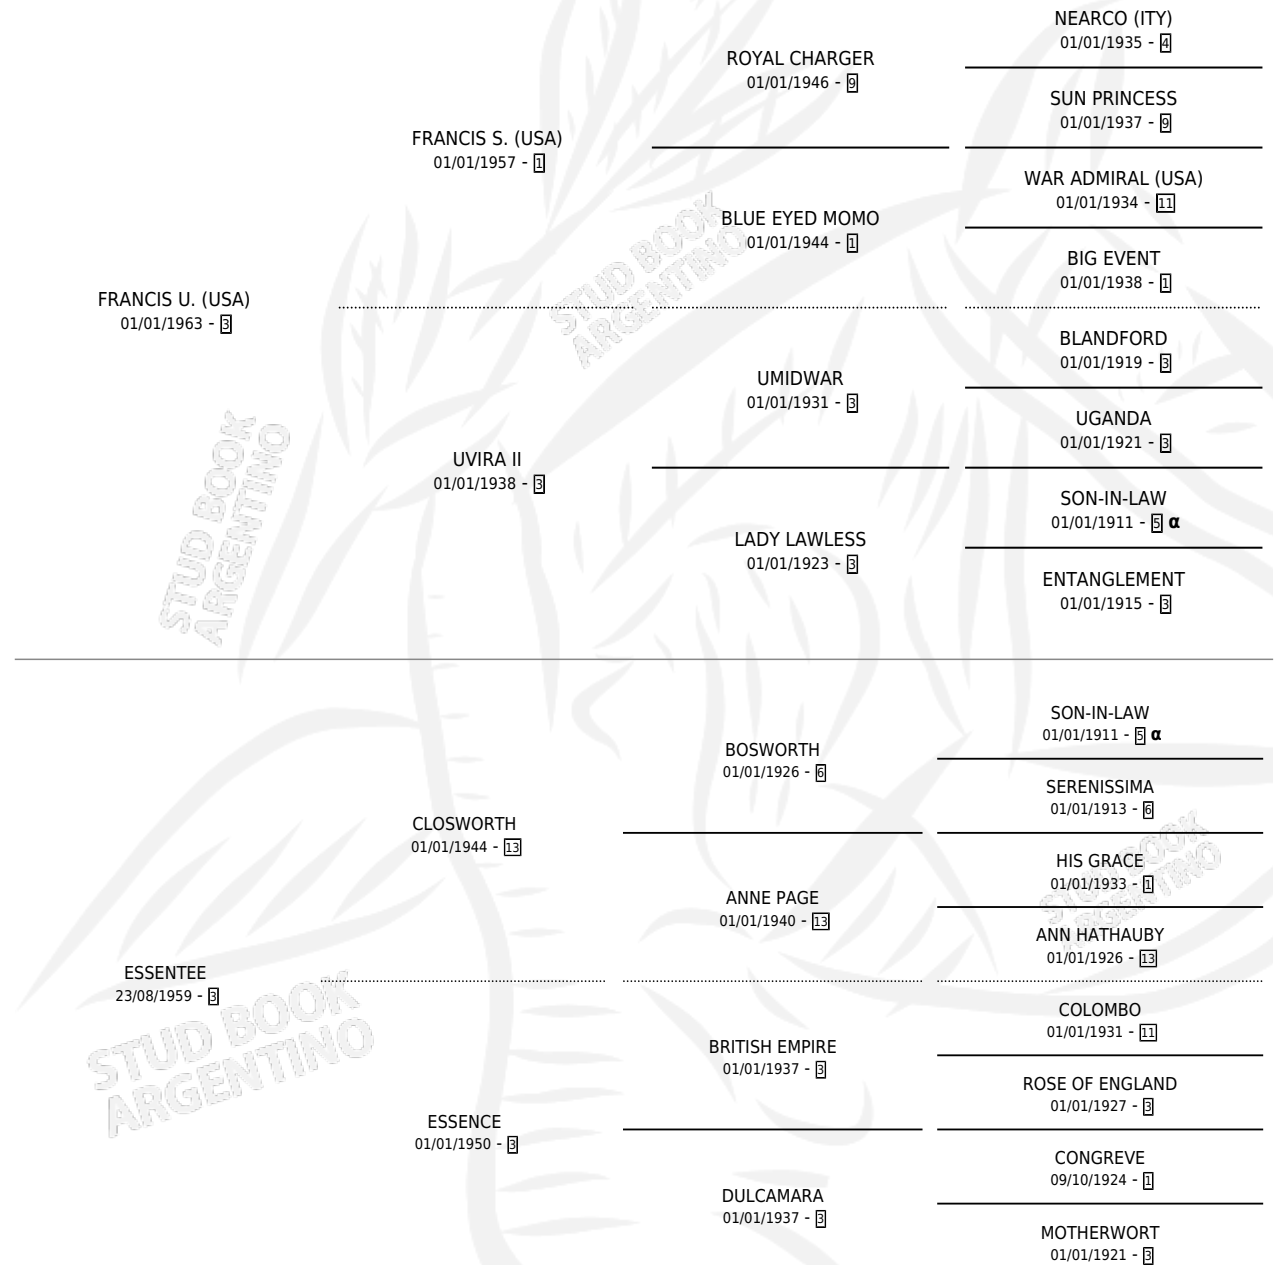 NEARCO (ITY)
01/01/1935 - 4
ROYAL CHARGER
01/01/1946 - 9
SUN PRINCESS
01/01/1937 - 9
FRANCIS S. (USA)
01/01/1957 - 1
WAR ADMIRAL (USA)
01/01/1934 - 11
BLUE EYED MOMO
01/01/1944 - 1
BIG EVENT
01/01/1938 - 1
FRANCIS U. (USA)
01/01/1963 - 3
BLANDFORD
01/01/1919 - 3
UMIDWAR
01/01/1931 - 3
UGANDA
01/01/1921 - 3
UVIRA II
01/01/1938 - 3
SON-IN-LAW
01/01/1911 - 5 α
LADY LAWLESS
01/01/1923 - 3
ENTANGLEMENT
01/01/1915 - 3
SON-IN-LAW
01/01/1911 - 5 α
BOSWORTH
01/01/1926 - 6
SERENISSIMA
01/01/1913 - 6
CLOSWORTH
01/01/1944 - 13
HIS GRACE
01/01/1933 - 1
ANNE PAGE
01/01/1940 - 13
ANN HATHAUBY
01/01/1926 - 13
ESSENTEE
23/08/1959 - 3
COLOMBO
01/01/1931 - 11
BRITISH EMPIRE
01/01/1937 - 3
ROSE OF ENGLAND
01/01/1927 - 3
ESSENCE
01/01/1950 - 3
CONGREVE
09/10/1924 - 1
DULCAMARA
01/01/1937 - 3
MOTHERWORT
01/01/1921 - 3
STUD BOOK
ARGENTINO
STUD BOOK
ARGENTINO
STUD BOOK
ARGENTINO
STUD BOOK
ARGENTINO